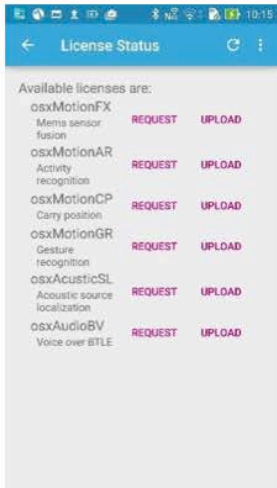 10:15
License Status
Available licenses are:
osxMotionFX
Mems sensor
fusion
REQUEST UPLOAD
osxMotionAR
Activity
recognition
REQUEST UPLOAD
osxMotionCP
Carry position
REQUEST UPLOAD
osxMotionGR
Gesture
recognition
REQUEST UPLOAD
osxAcusticSL
Acoustic source
localization
REQUEST UPLOAD
osxAudioBV
Voice over BTLE
REQUEST UPLOAD